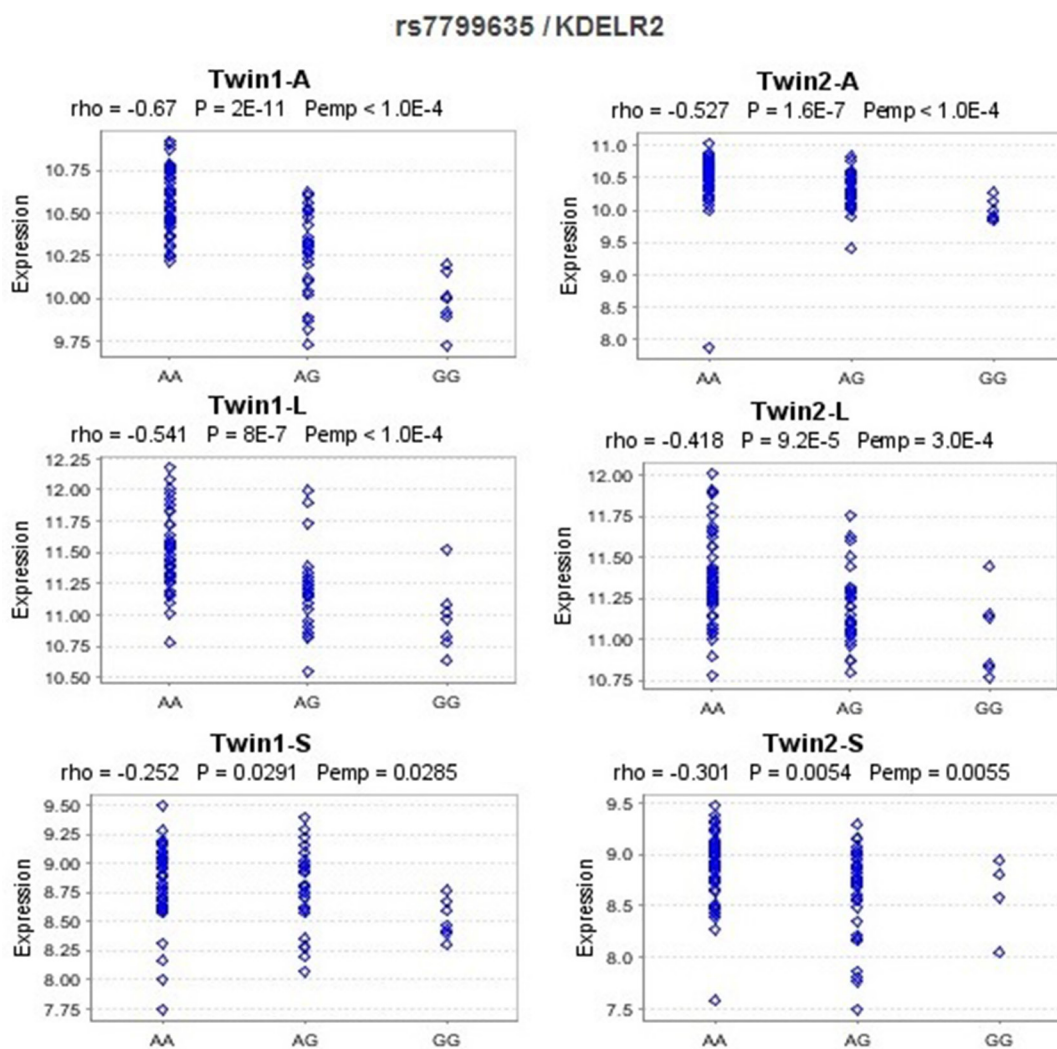 rs7799635 / KDELR2
Twin1-A
rho = -0.67 P = 2E-11 Pemp < 1.0E-4
Expression
10.75
10.50
10.25
10.00
9.75
AA AG GG
Twin2-A
rho = -0.527 P = 1.6E-7 Pemp < 1.0E-4
Expression
11.0
10.5
10.0
9.5
9.0
8.5
8.0
AA AG GG
Twin1-L
rho = -0.541 P = 8E-7 Pemp < 1.0E-4
Expression
12.25
12.00
11.75
11.50
11.25
11.00
10.75
10.50
AA AG GG
Twin2-L
rho = -0.418 P = 9.2E-5 Pemp = 3.0E-4
Expression
12.00
11.75
11.50
11.25
11.00
10.75
AA AG GG
Twin1-S
rho = -0.252 P = 0.0291 Pemp = 0.0285
Expression
9.50
9.25
9.00
8.75
8.50
8.25
8.00
7.75
AA AG GG
Twin2-S
rho = -0.301 P = 0.0054 Pemp = 0.0055
Expression
9.5
9.0
8.5
8.0
7.5
AA AG GG